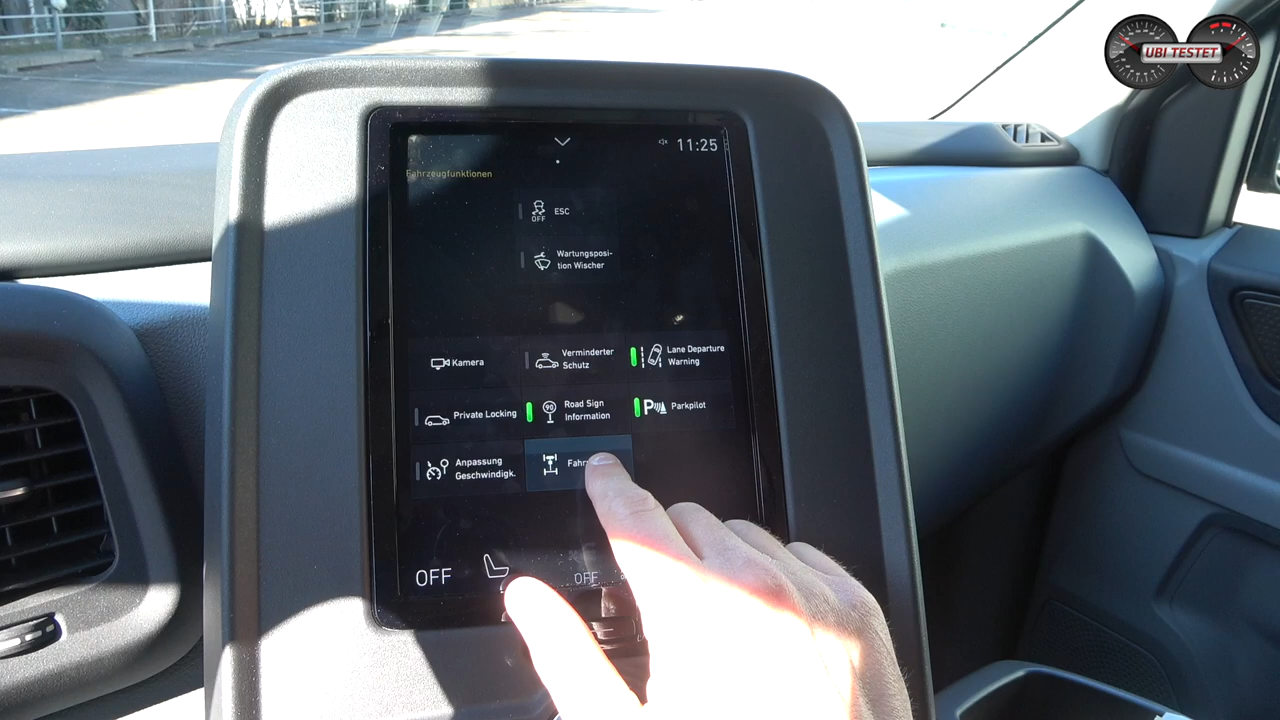 UBI TESTET
11:25
Fahrzeugfunktionen
OFF
ESC
Wartungsposi-
tion Wischer
Kamera
Verminderter
Schutz
Lane Departure
Warning
Private Locking
90
Road Sign
Information
P
Parkpilot
Anpassung
Geschwindigk.
OFF
OFF